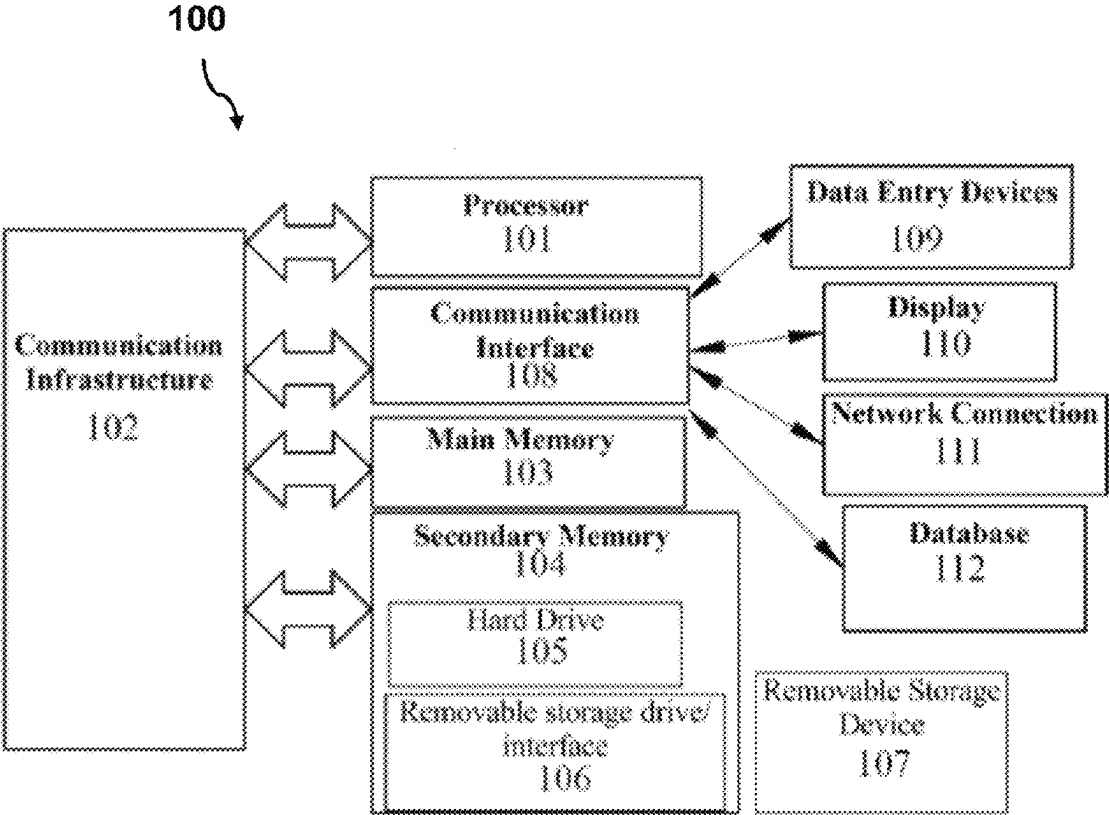 100
Processor
101
Data Entry Devices
109
Communication
Infrastructure
102
Communication
Interface
108
Display
110
Main Memory
103
Network Connection
111
Secondary Memory
104
Database
112
Hard Drive
105
Removable storage drive/
interface
106
Removable Storage
Device
107